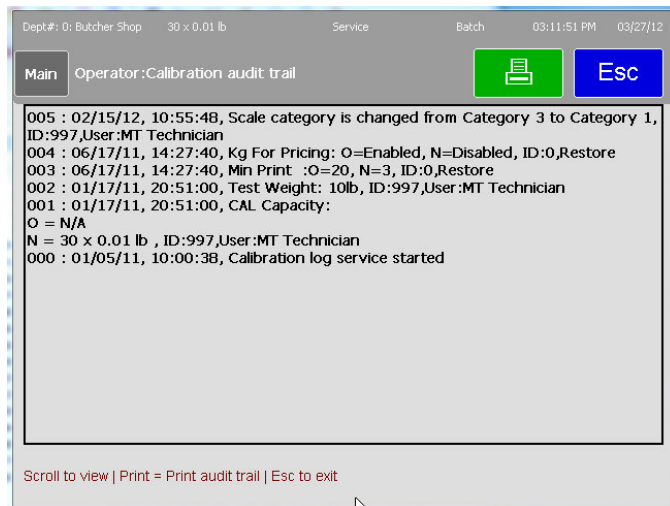 Dept#: 0: Butcher Shop 30 x 0.01 lb Service Batch 03:11:51 PM 03/27/12
Main Operator:Calibration audit trail Esc
005 : 02/15/12, 10:55:48, Scale category is changed from Category 3 to Category 1,
ID:997,User:MT Technician
004 : 06/17/11, 14:27:40, Kg For Pricing: O=Enabled, N=Disabled, ID:0,Restore
003 : 06/17/11, 14:27:40, Min Print :O=20, N=3, ID:0,Restore
002 : 01/17/11, 20:51:00, Test Weight: 10lb, ID:997,User:MT Technician
001 : 01/17/11, 20:51:00, CAL Capacity:
O = N/A
N = 30 x 0.01 lb , ID:997,User:MT Technician
000 : 01/05/11, 10:00:38, Calibration log service started
Scroll to view | Print = Print audit trail | Esc to exit